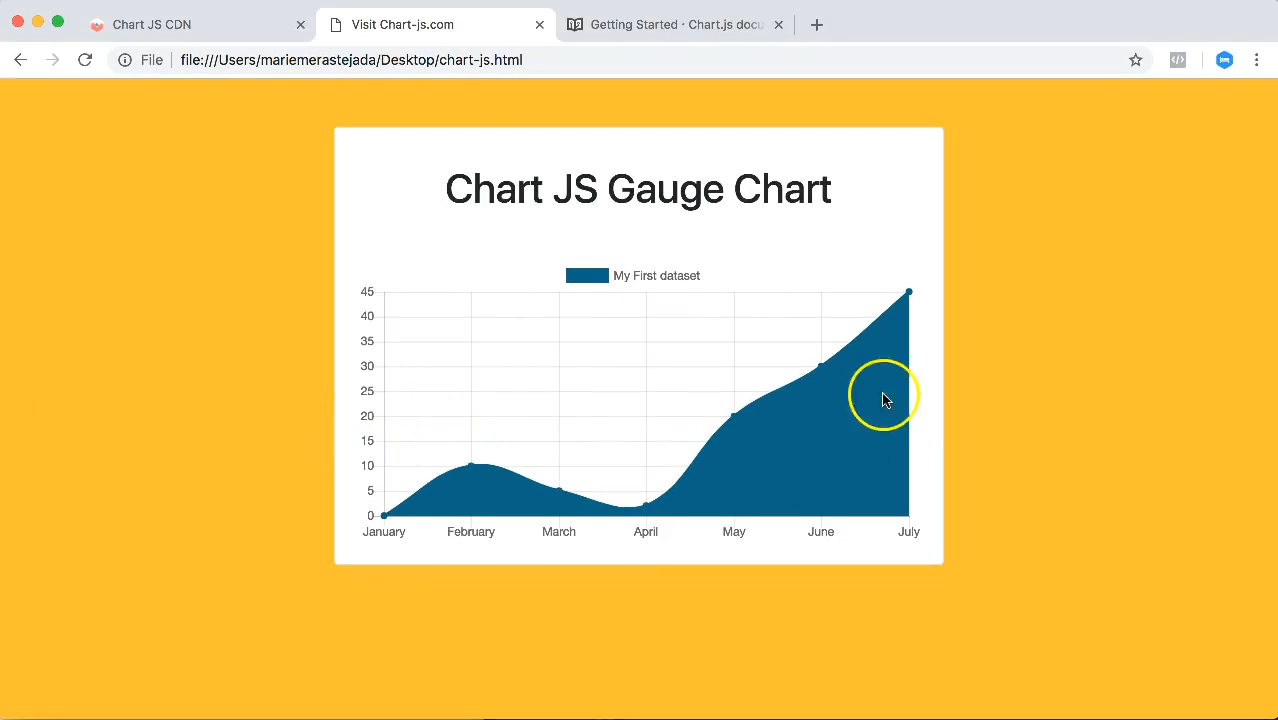 Chart JS CDN
Visit Chart-js.com
Getting Started · Chart.js docu
File file:///Users/mariemerastejada/Desktop/chart-js.html
Chart JS Gauge Chart
My First dataset
45
40
35
30
25
20
15
10
5
0
January February March April May June July